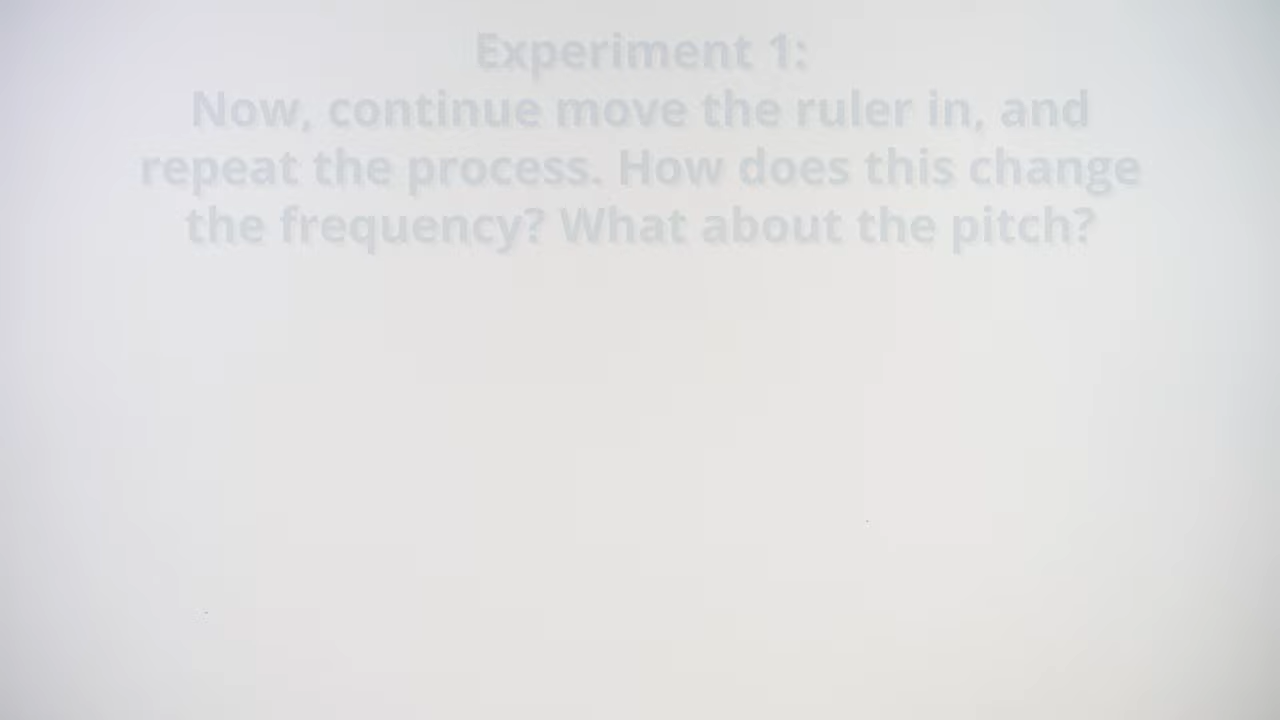 Experiment 1:
Now, continue move the ruler in, and
repeat the process. How does this change
the frequency? What about the pitch?